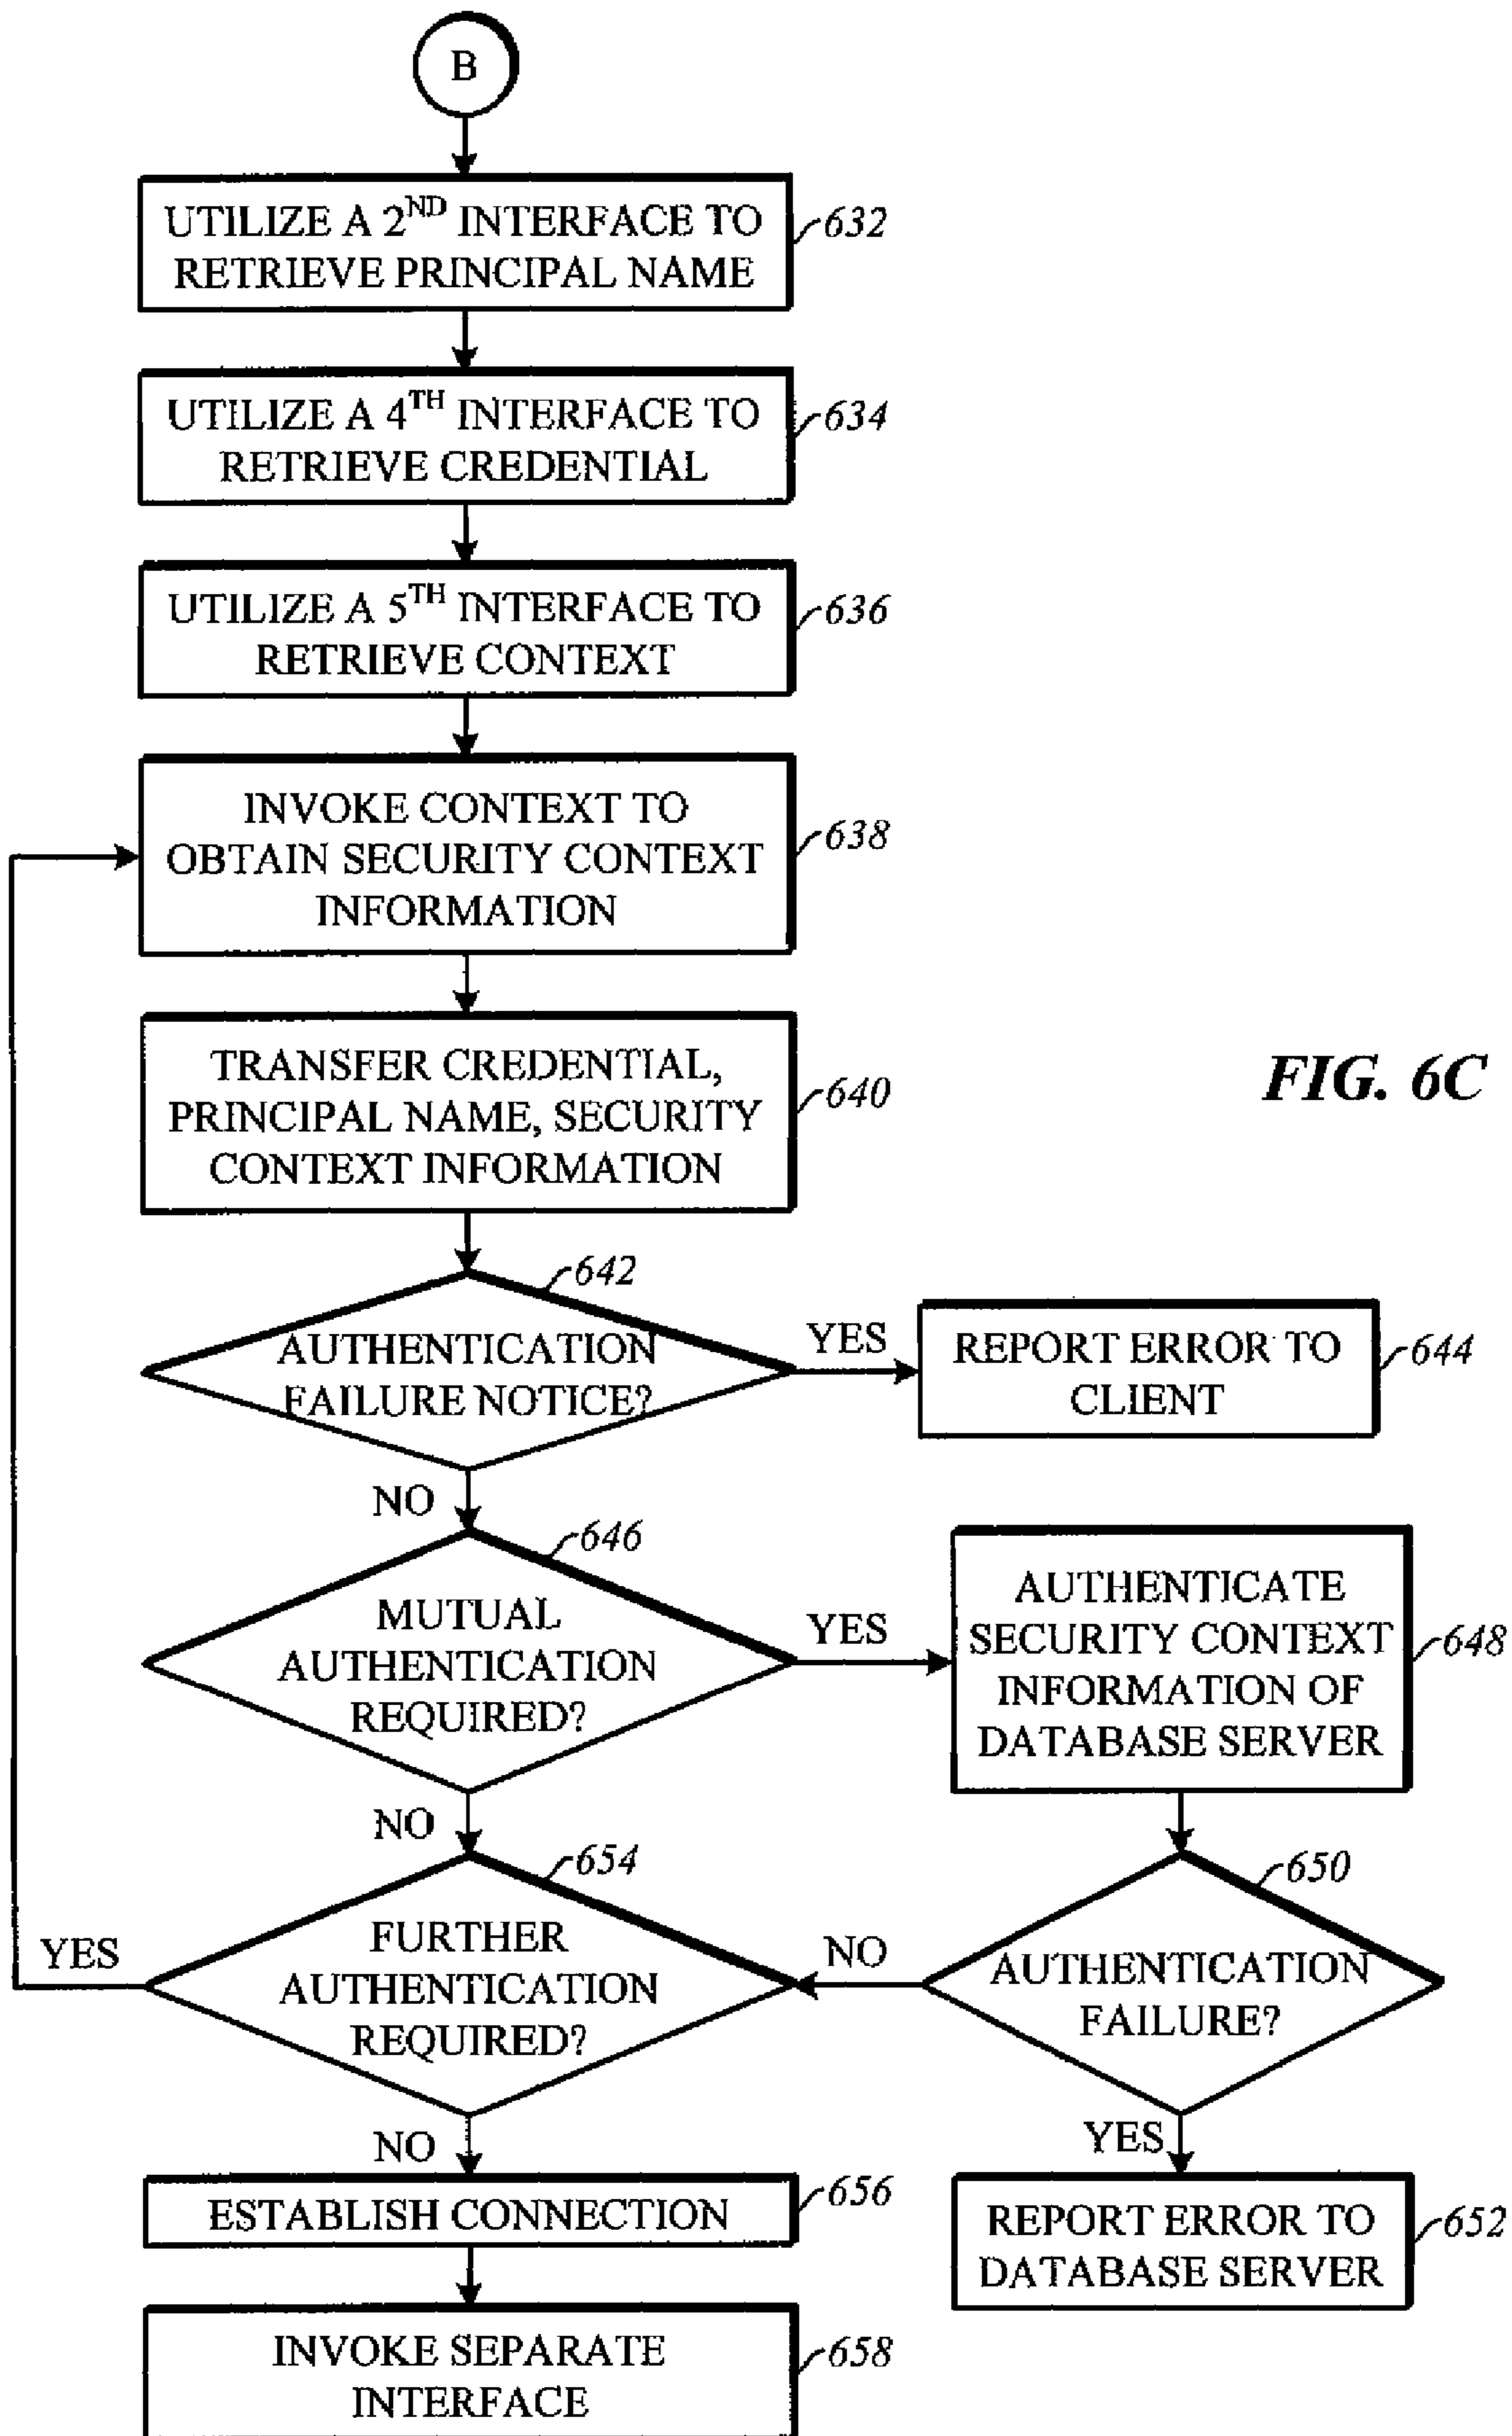 B
UTILIZE A 2ND INTERFACE TO
RETRIEVE PRINCIPAL NAME
632
UTILIZE A 4TH INTERFACE TO
RETRIEVE CREDENTIAL
634
UTILIZE A 5TH INTERFACE TO
RETRIEVE CONTEXT
636
INVOKE CONTEXT TO
OBTAIN SECURITY CONTEXT
INFORMATION
638
TRANSFER CREDENTIAL,
PRINCIPAL NAME, SECURITY
CONTEXT INFORMATION
640
FIG. 6C
642
AUTHENTICATION
FAILURE NOTICE?
YES
REPORT ERROR TO
CLIENT
644
NO
646
MUTUAL
AUTHENTICATION
REQUIRED?
YES
AUTHENTICATE
SECURITY CONTEXT
INFORMATION OF
DATABASE SERVER
648
NO
654
FURTHER
AUTHENTICATION
REQUIRED?
YES
NO
650
AUTHENTICATION
FAILURE?
NO
YES
ESTABLISH CONNECTION
656
REPORT ERROR TO
DATABASE SERVER
652
INVOKE SEPARATE
INTERFACE
658